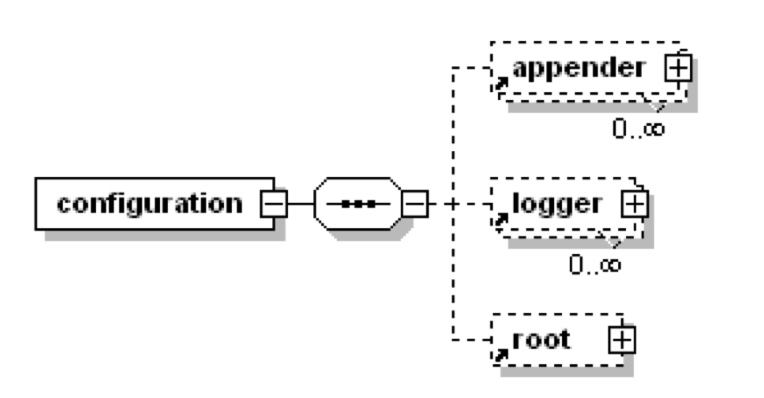 appender
0..∞
configuration
logger
0..∞
root